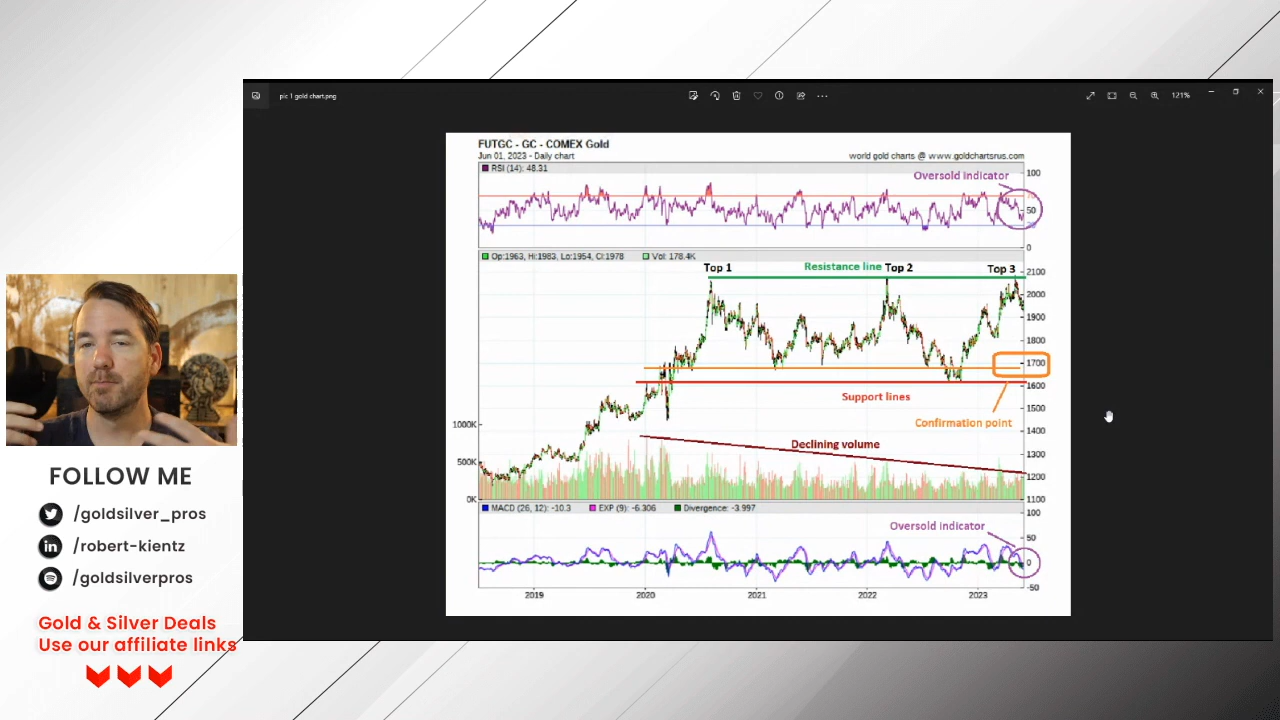 pic 1 gold chart.png
121%
FUTGC - GC - COMEX Gold
Jun 01, 2023 - Daily chart
world gold charts @ www.goldchartsrus.com
RSI (14): 48.31
Oversold indicator
100
50
0
Op:1963, Hi:1983, Lo:1954, Cl:1978
Vol: 178.4K
Top 1
Resistance line
Top 2
Top 3
2100
2000
1900
1800
1700
1600
1500
1400
1300
1200
1100
Support lines
Confirmation point
1000K
500K
0K
Declining volume
MACD (26, 12): -10.3
EXP (9): -6.306
Divergence: -3.997
Oversold indicator
100
50
0
-50
2019
2020
2021
2022
2023
FOLLOW ME
/goldsilver_pros
in
/robert-kientz
/goldsilverpros
Gold & Silver Deals
Use our affiliate links